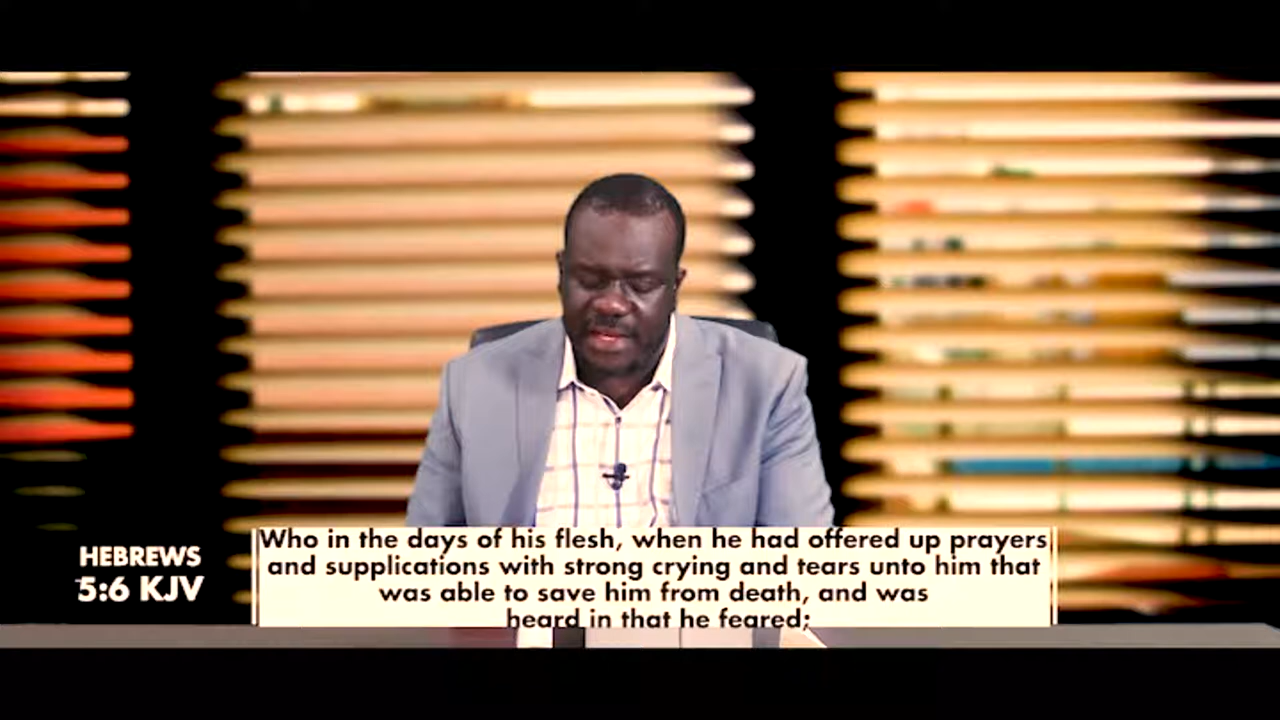 HEBREWS
5:6 KJV
Who in the days of his flesh, when he had offered up prayers
and supplications with strong crying and tears unto him that
was able to save him from death, and was
heard in that he feared;